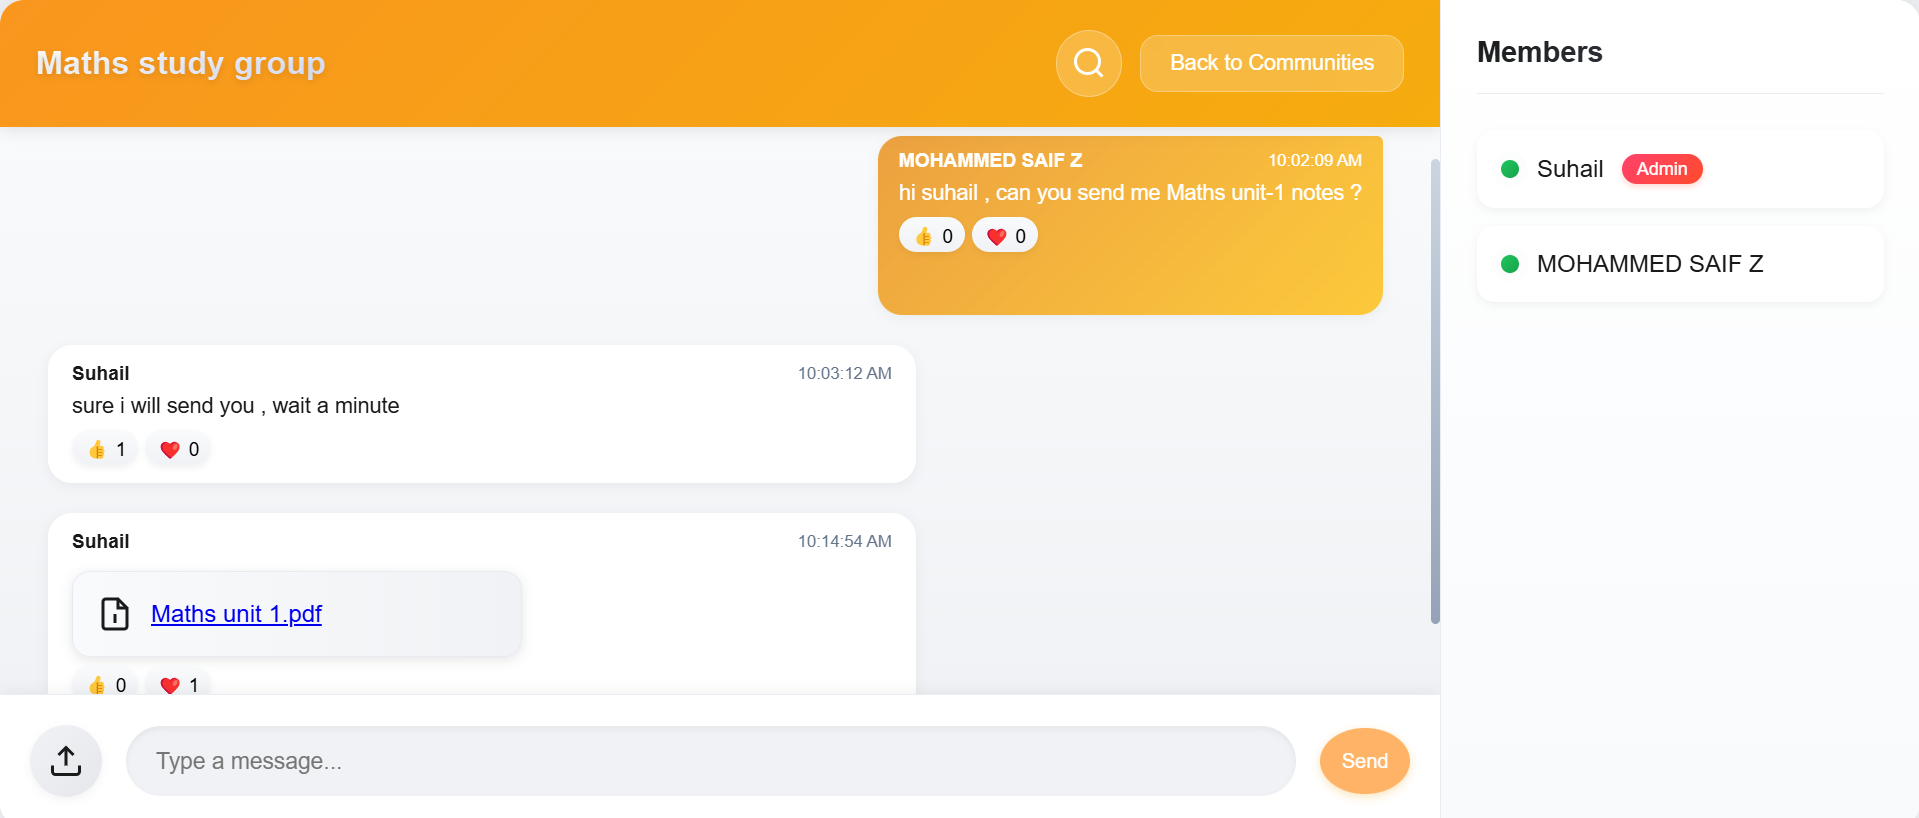 Maths study group
Back to Communities
MOHAMMED SAIF Z 10:02:09 AM
hi suhail , can you send me Maths unit-1 notes ?
👍 0 ❤️ 0
Suhail 10:03:12 AM
sure i will send you , wait a minute
👍 1 ❤️ 0
Suhail 10:14:54 AM
Maths unit 1.pdf
👍 0 ❤️ 1
Type a message...
Send
Members
Suhail Admin
MOHAMMED SAIF Z